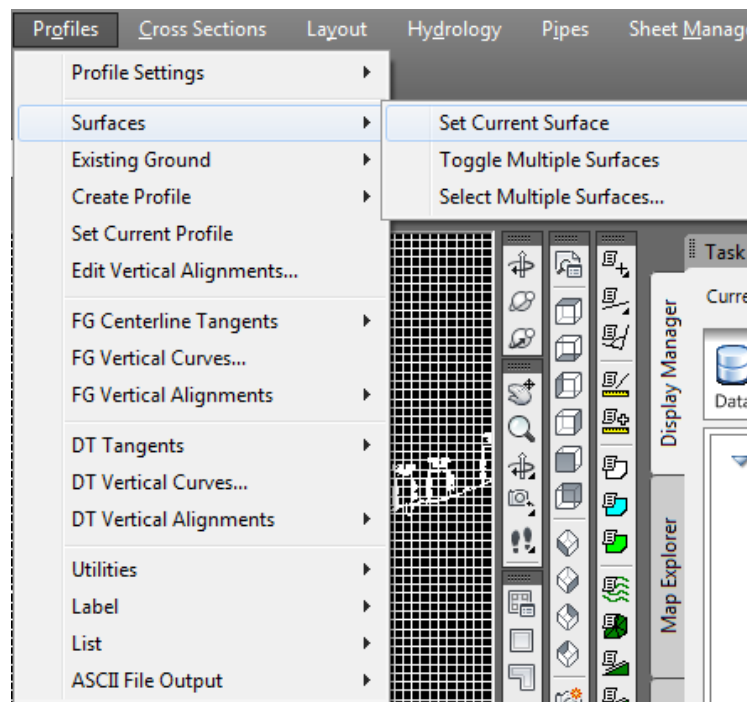 Profiles Cross Sections Layout Hydrology Pipes Sheet Manag
Profile Settings
Surfaces
Set Current Surface
Existing Ground
Toggle Multiple Surfaces
Create Profile
Select Multiple Surfaces...
Set Current Profile
Edit Vertical Alignments...
FG Centerline Tangents
FG Vertical Curves...
FG Vertical Alignments
DT Tangents
DT Vertical Curves...
DT Vertical Alignments
Utilities
Label
List
ASCII File Output
Task
Curre
Data
Display Manager
Map Explorer